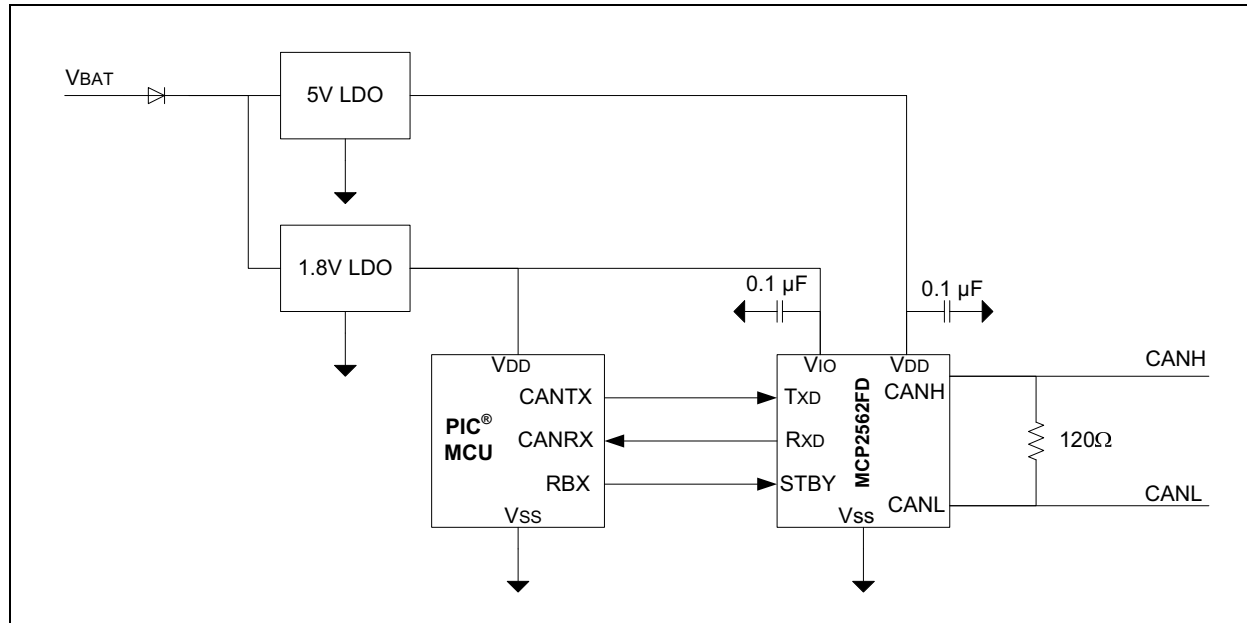 VBAT
5V LDO
1.8V LDO
0.1 µF
0.1 µF
VDD
CANTX
PIC®
MCU
CANRX
RBX
VSS
VIO
VDD
TXD
CANH
RXD
MCP2562FD
STBY
CANL
Vss
CANH
120Ω
CANL